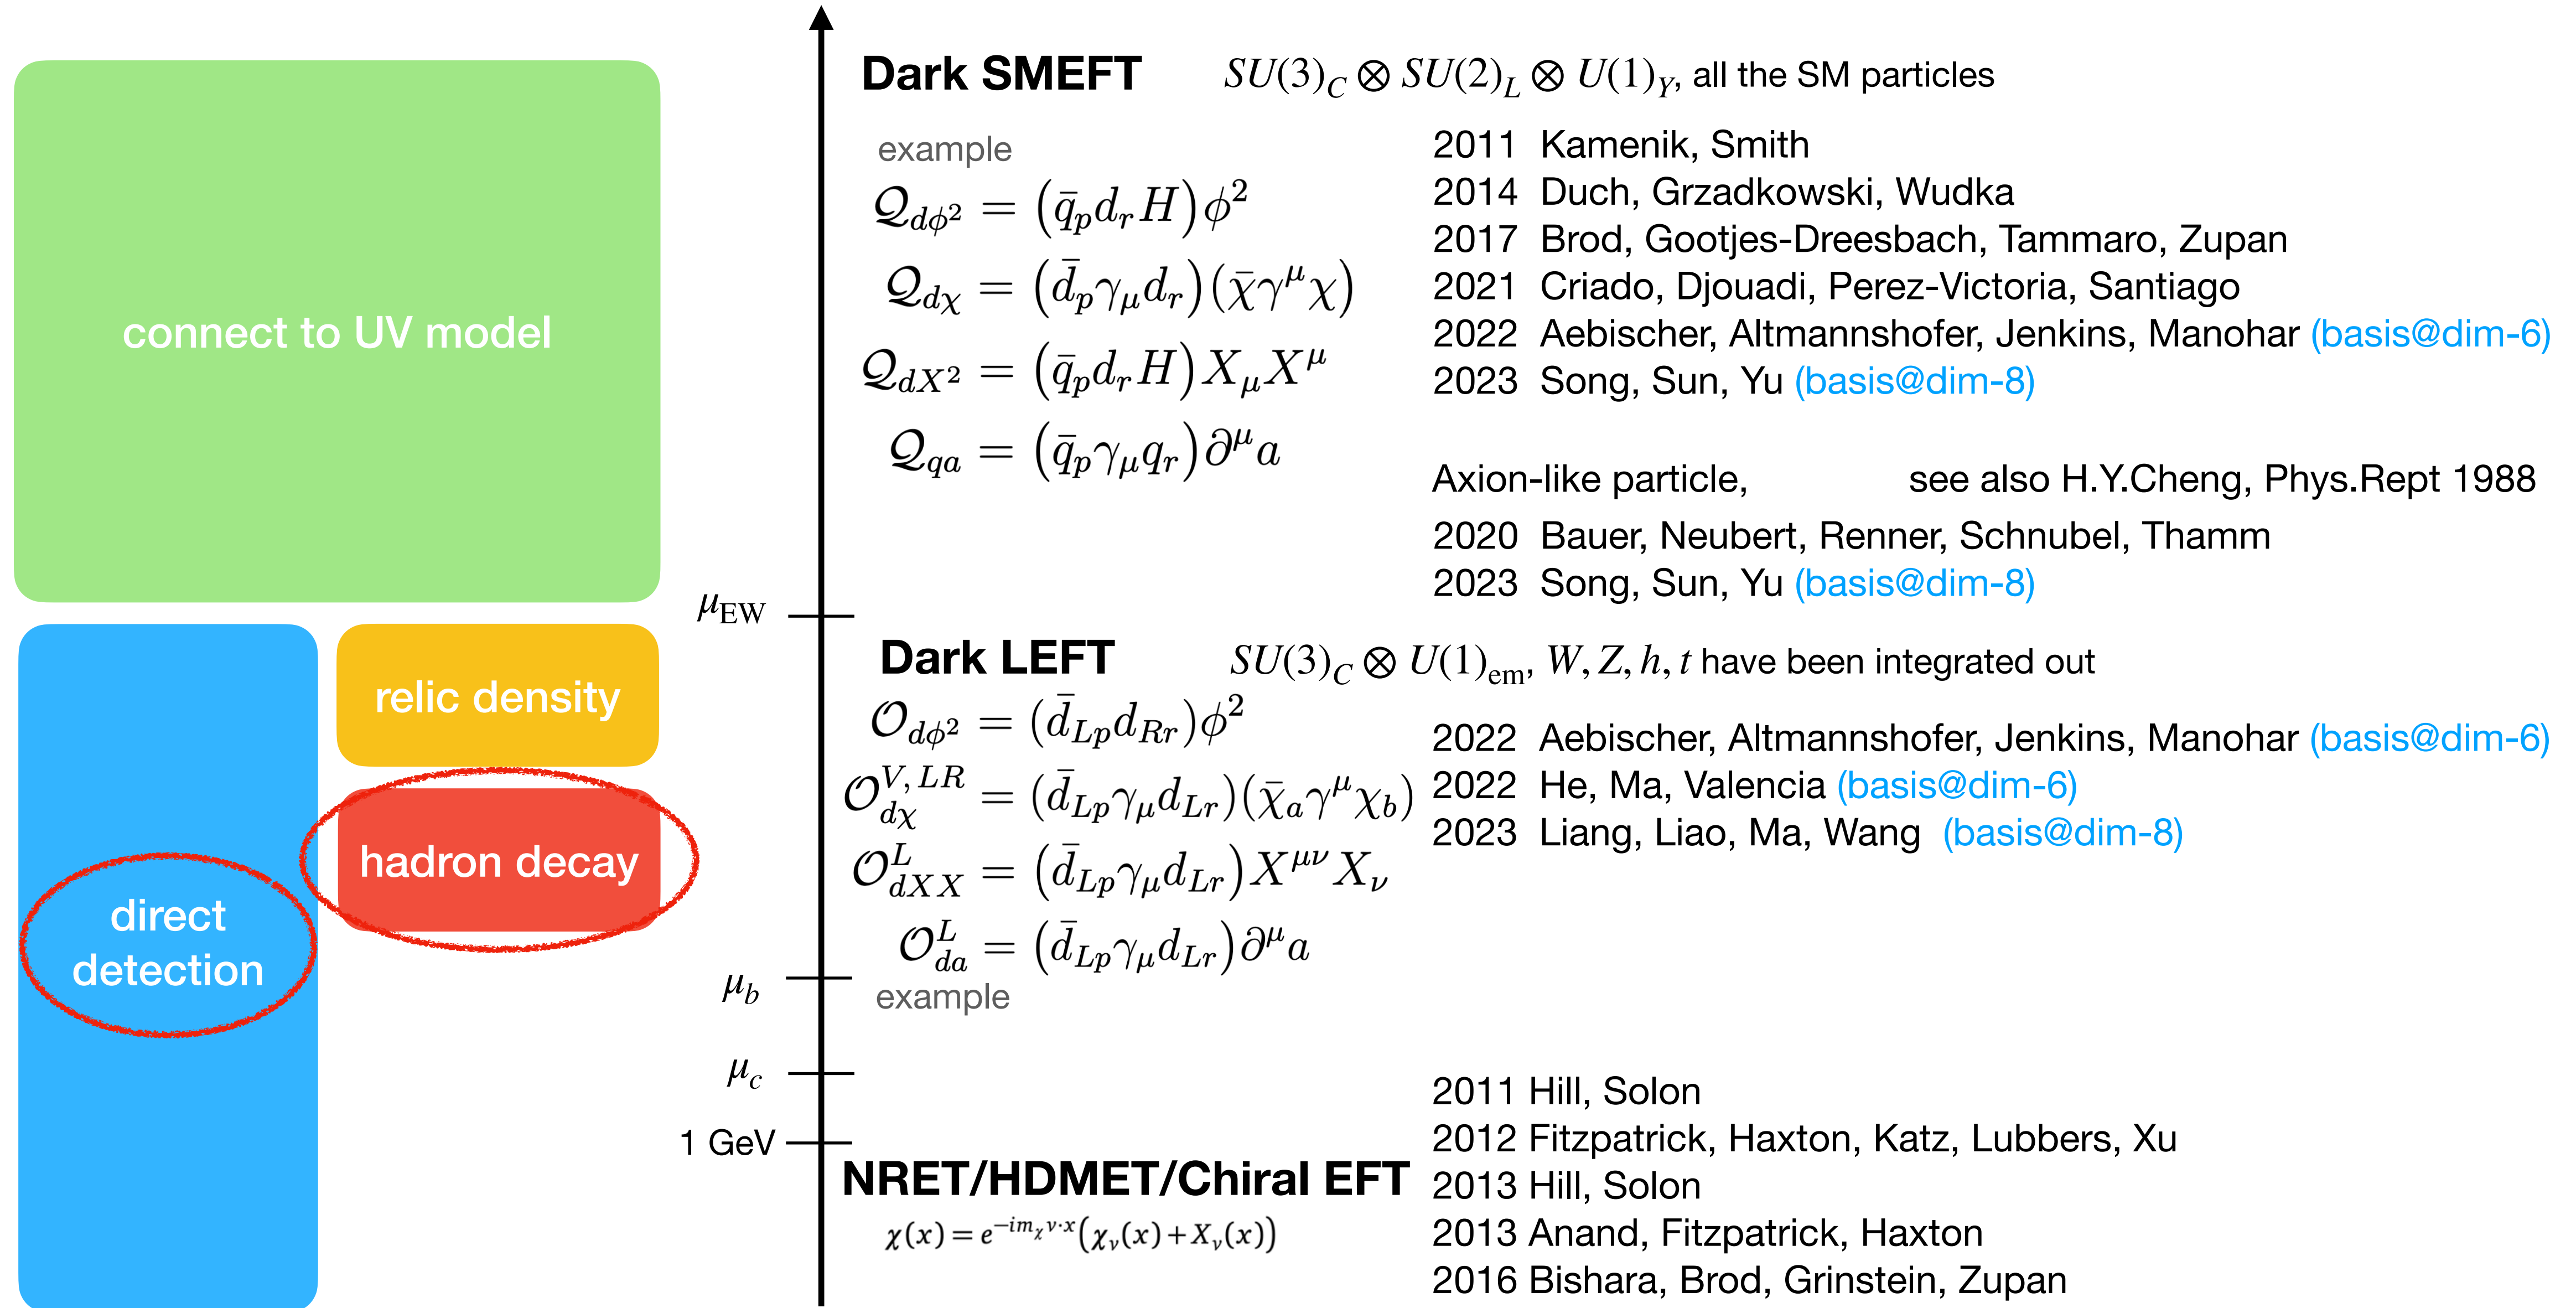 Dark SMEFT SU(3)_C ⊗ SU(2)_L ⊗ U(1)_Y, all the SM particles
example
𝒬_{dϕ²} = (q̄_p d_r H)ϕ²
𝒬_{dχ} = (d̄_p γ_μ d_r)(χ̄γ^μ χ)
𝒬_{dX²} = (q̄_p d_r H)X_μ X^μ
𝒬_{qa} = (q̄_p γ_μ q_r)∂^μ a
2011 Kamenik, Smith
2014 Duch, Grzadkowski, Wudka
2017 Brod, Gootjes-Dreesbach, Tammaro, Zupan
2021 Criado, Djouadi, Perez-Victoria, Santiago
2022 Aebischer, Altmannshofer, Jenkins, Manohar (basis@dim-6)
2023 Song, Sun, Yu (basis@dim-8)
Axion-like particle, see also H.Y.Cheng, Phys.Rept 1988
2020 Bauer, Neubert, Renner, Schnubel, Thamm
2023 Song, Sun, Yu (basis@dim-8)
connect to UV model
μ_EW
Dark LEFT SU(3)_C ⊗ U(1)_em, W, Z, h, t have been integrated out
𝒪_{dϕ²} = (d̄_{Lp} d_{Rr})ϕ²
𝒪_{dχ}^{V,LR} = (d̄_{Lp} γ_μ d_{Lr})(χ̄_a γ^μ χ_b)
𝒪_{dXX}^{L} = (d̄_{Lp} γ_μ d_{Lr})X^{μν} X_ν
𝒪_{da}^{L} = (d̄_{Lp} γ_μ d_{Lr})∂^μ a
example
2022 Aebischer, Altmannshofer, Jenkins, Manohar (basis@dim-6)
2022 He, Ma, Valencia (basis@dim-6)
2023 Liang, Liao, Ma, Wang (basis@dim-8)
relic density
hadron decay
direct
detection
μ_b
μ_c
1 GeV
NRET/HDMET/Chiral EFT
χ(x) = e^{−im_χ v·x}(χ_v(x) + X_v(x))
2011 Hill, Solon
2012 Fitzpatrick, Haxton, Katz, Lubbers, Xu
2013 Hill, Solon
2013 Anand, Fitzpatrick, Haxton
2016 Bishara, Brod, Grinstein, Zupan